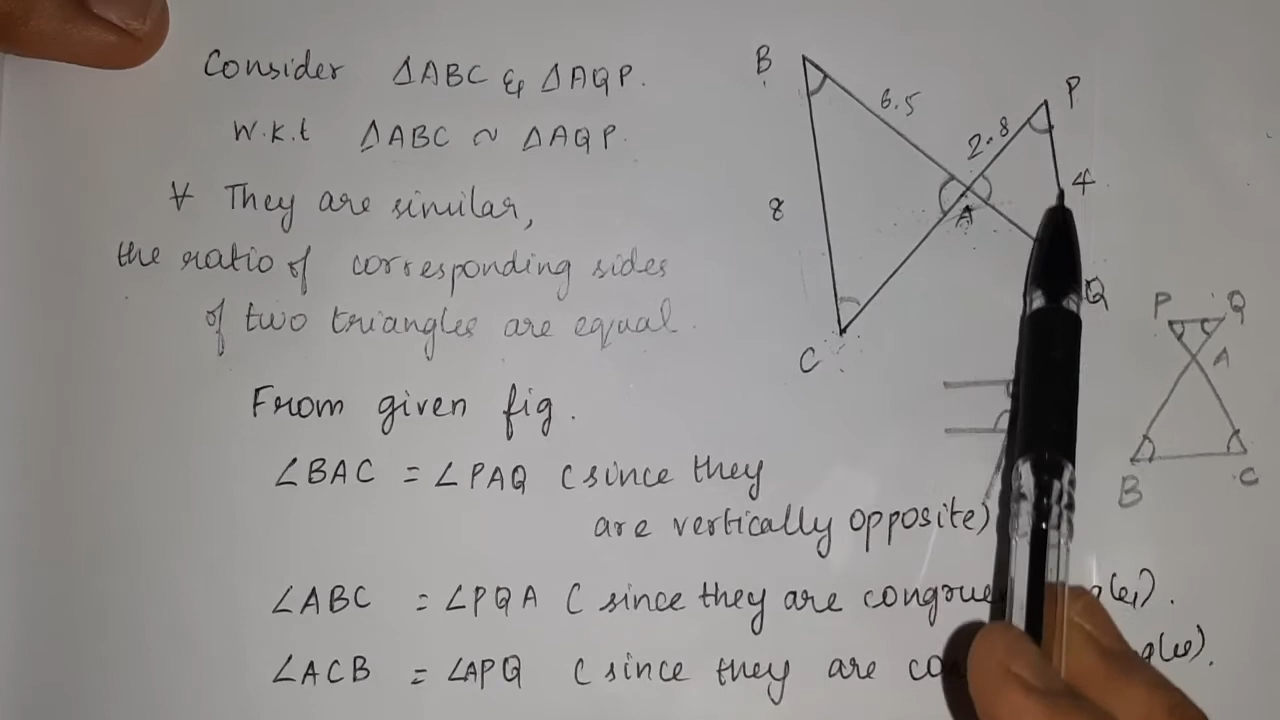 Consider ΔABC & ΔAQP.
W.k.t ΔABC ~ ΔAQP.
∀ They are similar,
the ratio of corresponding sides
of two triangles are equal.
From given fig.
∠BAC = ∠PAQ (since they
are vertically opposite)
∠ABC = ∠PQA (since they are
∠ACB = ∠APQ (since they are
B
6.5
P
2.8
4
A
8
Q
C
P Q
A
B C